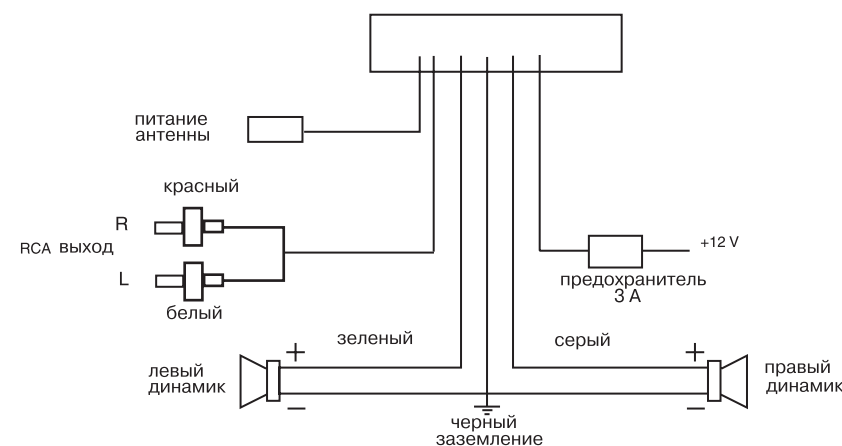 питание
антенны
красный
R
RCA выход
L
белый
+12 V
предохранитель
3 А
зеленый
серый
+
+
левый
динамик
правый
динамик
–
–
черный
заземление